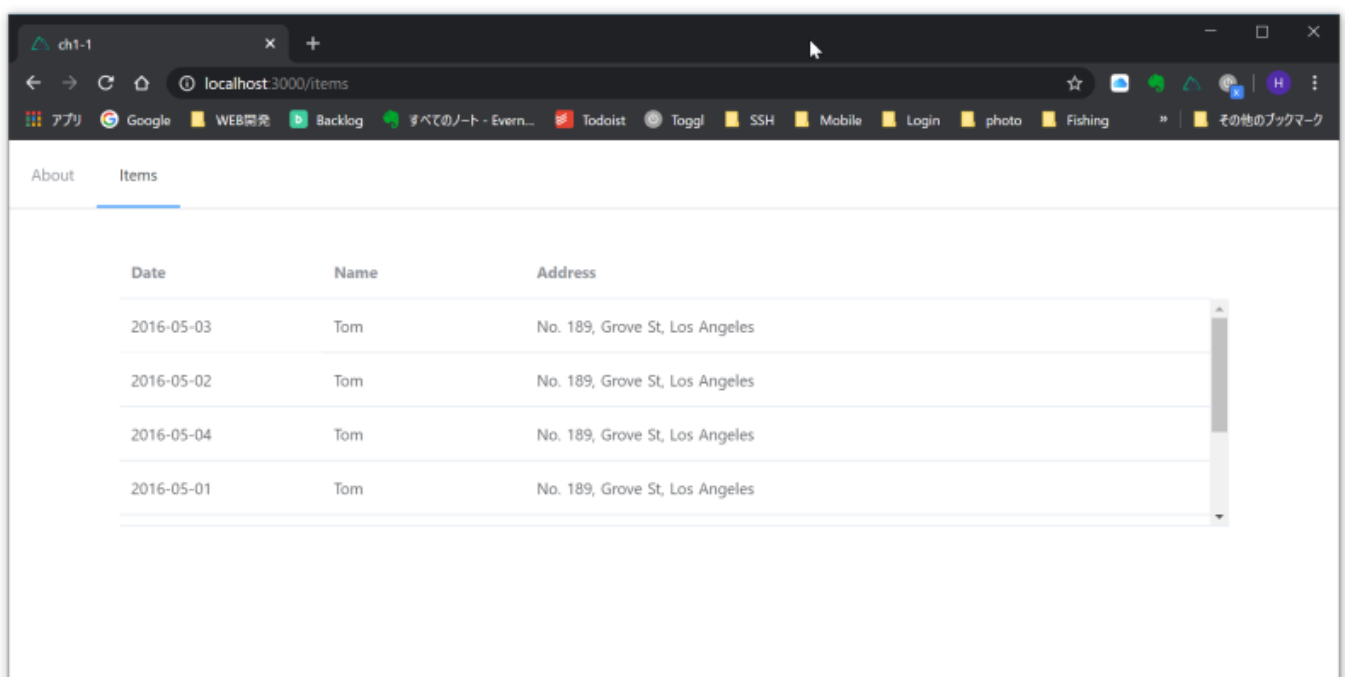 ch1-1
localhost:3000/items
H
アプリ Google WEB開発 Backlog すべてのノート - Evern... Todoist Toggl SSH Mobile Login photo Fishing » その他のブックマーク
About Items
Date Name Address
2016-05-03 Tom No. 189, Grove St, Los Angeles
2016-05-02 Tom No. 189, Grove St, Los Angeles
2016-05-04 Tom No. 189, Grove St, Los Angeles
2016-05-01 Tom No. 189, Grove St, Los Angeles